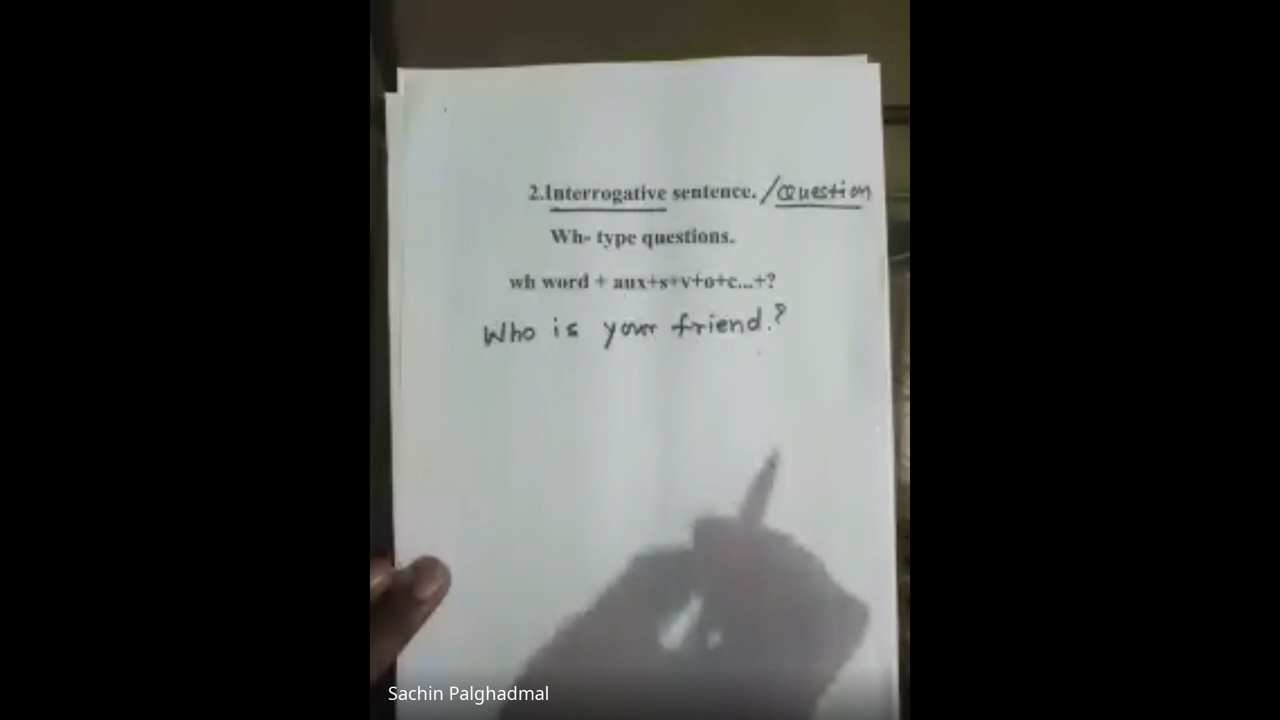 2.Interrogative sentence. / Question
Wh- type questions.
wh word + aux+s+v+o+c...+?
Who is your friend.?
Sachin Palghadmal